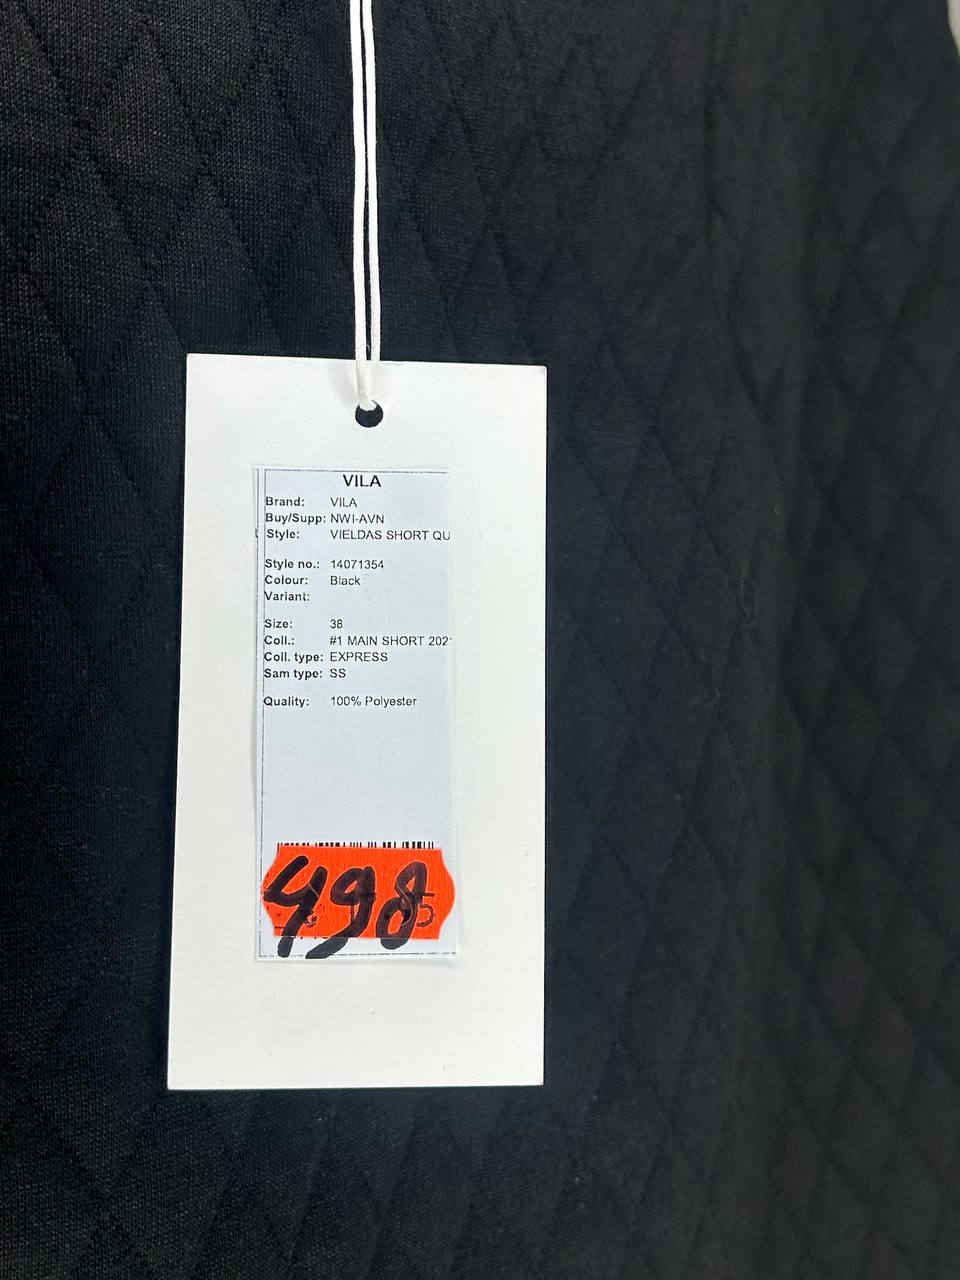 VILA
Brand: VILA
Buy/Supp: NWI-AVN
Style: VIELDAS SHORT QU
Style no.: 14071354
Colour: Black
Variant:
Size: 38
Coll.: #1 MAIN SHORT 202
Coll. type: EXPRESS
Sam type: SS
Quality: 100% Polyester
498